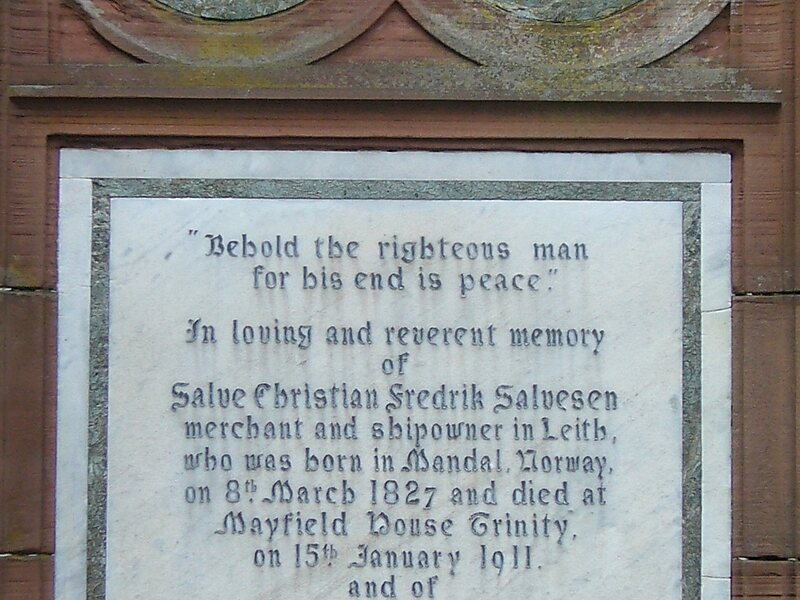 "Behold the righteous man
for his end is peace."
In loving and reverent memory
of
Salve Christian Fredrik Salvesen
merchant and shipowner in Leith,
who was born in Mandal, Norway,
on 8th March 1827 and died at
Mayfield House Trinity,
on 15th January 1911.
and of